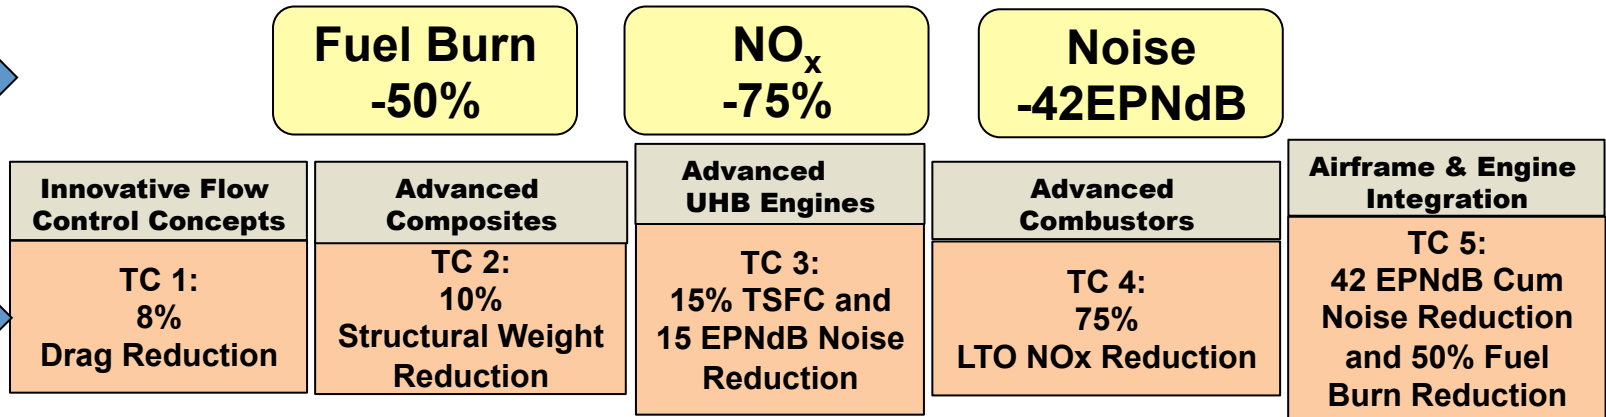 Fuel Burn
-50%
NOx
-75%
Noise
-42EPNdB
Innovative Flow
Control Concepts
TC 1:
8%
Drag Reduction
Advanced
Composites
TC 2:
10%
Structural Weight
Reduction
Advanced
UHB Engines
TC 3:
15% TSFC and
15 EPNdB Noise
Reduction
Advanced
Combustors
TC 4:
75%
LTO NOx Reduction
Airframe & Engine
Integration
TC 5:
42 EPNdB Cum
Noise Reduction
and 50% Fuel
Burn Reduction